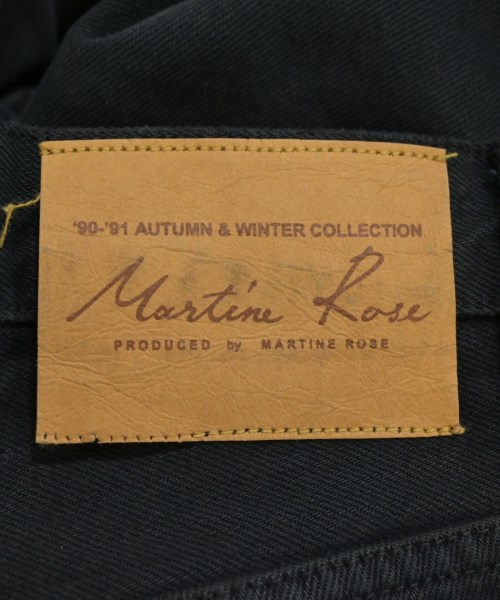 '90-'91 AUTUMN & WINTER COLLECTION
Martine Rose
PRODUCED by MARTINE ROSE